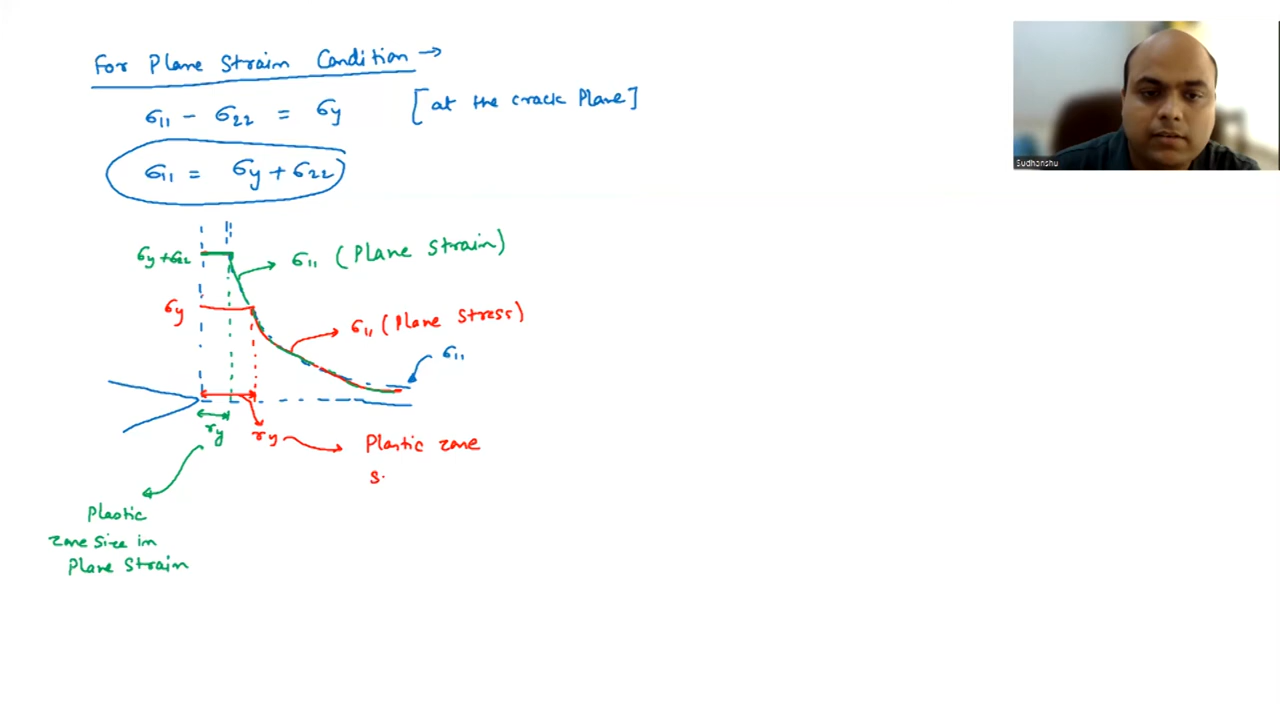 For Plane Strain Condition →
σ11 - σ22 = σy [at the crack Plane]
σ11 = σy + σ22
σy + σ22
σ11 (Plane Strain)
σy
σ11 (Plane Stress)
σ11
ry
ry
Plastic zone
s.
Plastic
zone size in
Plane Strain
Sudhanshu